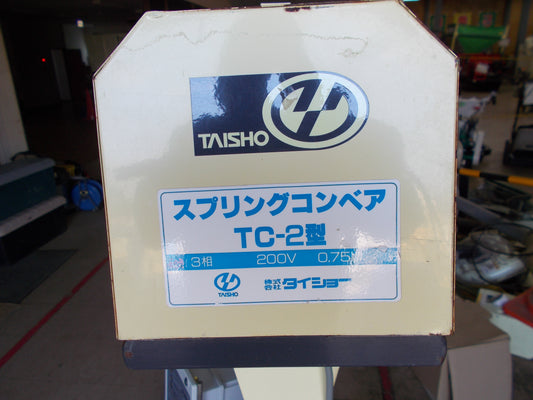 TAISHO
スプリングコンベア
TC-2型
3相 200V 0.75
TAISHO 株式会社 タイショー